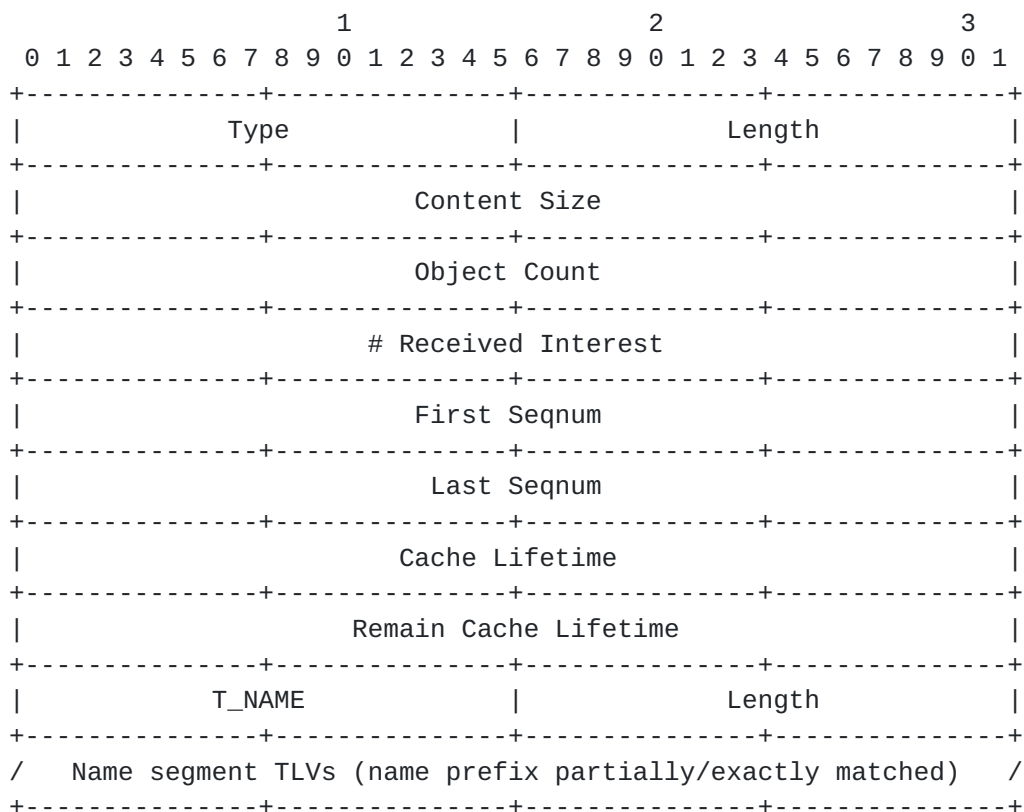 1                   2                   3
 0 1 2 3 4 5 6 7 8 9 0 1 2 3 4 5 6 7 8 9 0 1 2 3 4 5 6 7 8 9 0 1
+---------------+---------------+---------------+---------------+
|             Type              |             Length            |
+---------------+---------------+---------------+---------------+
|                         Content Size                          |
+---------------+---------------+---------------+---------------+
|                         Object Count                          |
+---------------+---------------+---------------+---------------+
|                      # Received Interest                      |
+---------------+---------------+---------------+---------------+
|                         First Seqnum                          |
+---------------+---------------+---------------+---------------+
|                          Last Seqnum                          |
+---------------+---------------+---------------+---------------+
|                        Cache Lifetime                         |
+---------------+---------------+---------------+---------------+
|                     Remain Cache Lifetime                     |
+---------------+---------------+---------------+---------------+
|            T_NAME             |             Length            |
+---------------+---------------+---------------+---------------+
/   Name segment TLVs (name prefix partially/exactly matched)   /
+---------------+---------------+---------------+---------------+